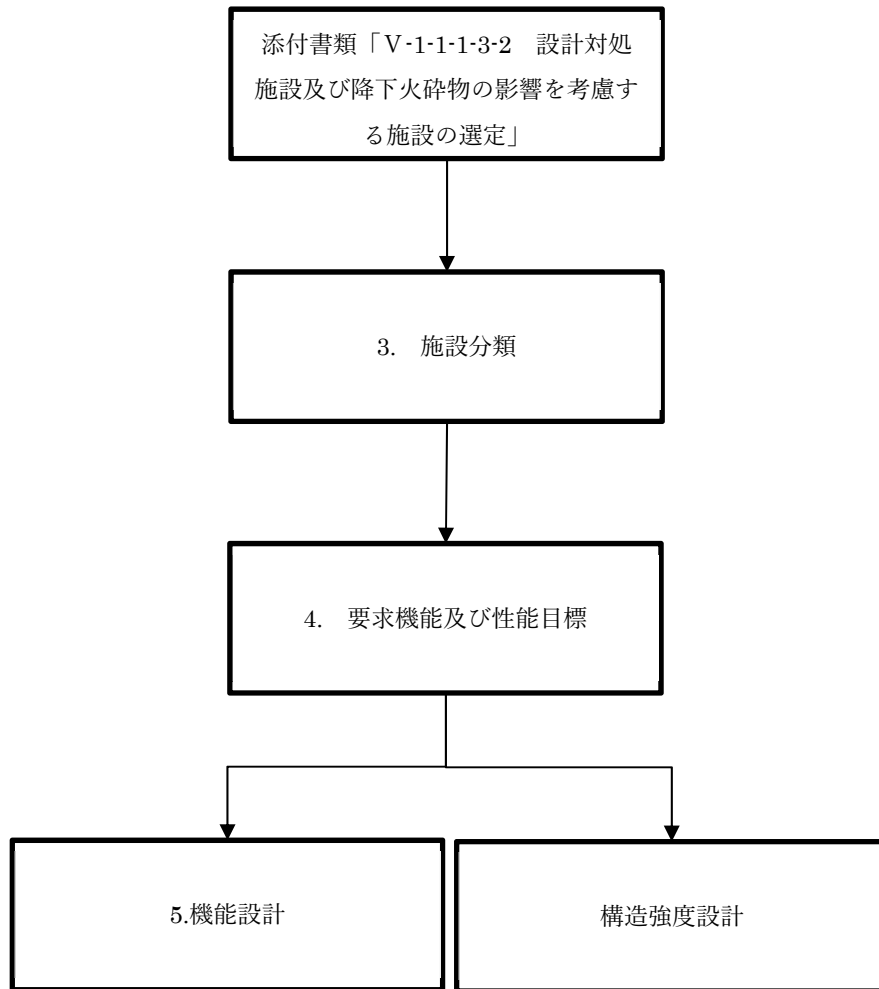 添付書類「Ⅴ-1-1-1-3-2　設計対処
施設及び降下火砕物の影響を考慮す
る施設の選定」
3.　施設分類
4.　要求機能及び性能目標
5.機能設計
構造強度設計